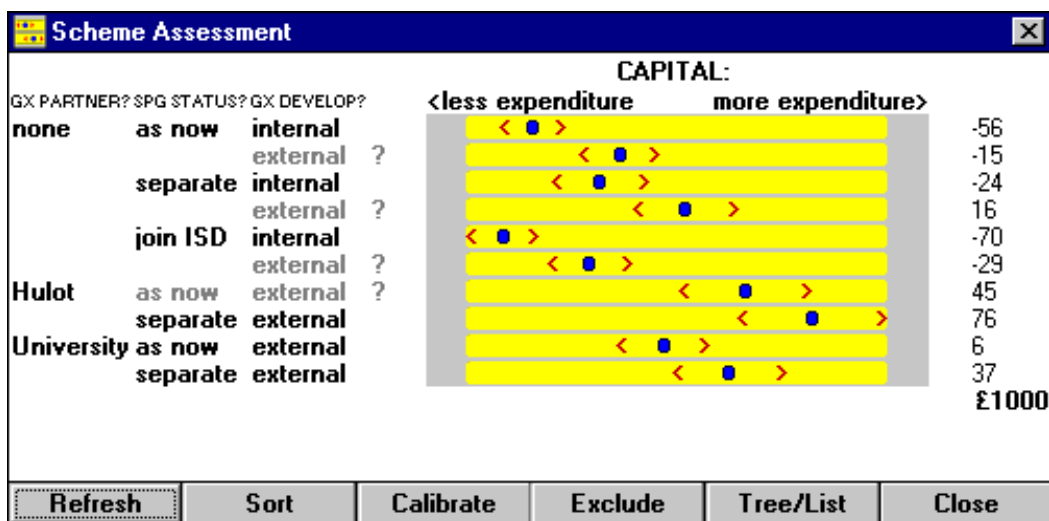 Scheme Assessment
CAPITAL:
GX PARTNER? SPG STATUS? GX DEVELOP? <less expenditure more expenditure>
none as now internal < > -56
external ? < > -15
separate internal < > -24
external ? < > 16
join ISD internal < > -70
external ? < > -29
Hulot as now external ? < > 45
separate external < > 76
University as now external < > 6
separate external < > 37
£1000
Refresh Sort Calibrate Exclude Tree/List Close